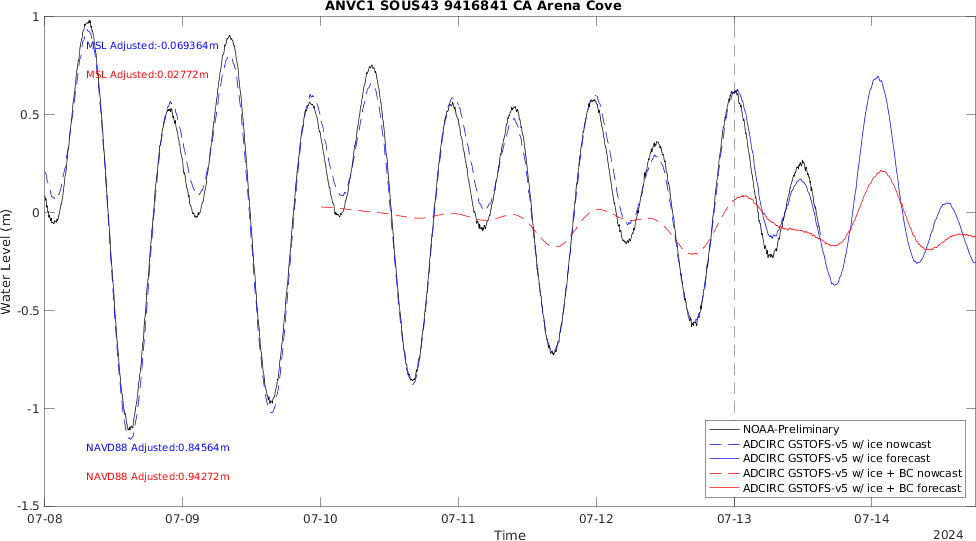 ANVC1 SOUS43 9416841 CA Arena Cove
MSL Adjusted:-0.069364m
MSL Adjusted:0.02772m
NAVD88 Adjusted:0.84564m
NAVD88 Adjusted:0.94272m
Water Level (m)
1
0.5
0
-0.5
-1
-1.5
NOAA-Preliminary
ADCIRC GSTOFS-v5 w/ ice nowcast
ADCIRC GSTOFS-v5 w/ ice forecast
ADCIRC GSTOFS-v5 w/ ice + BC nowcast
ADCIRC GSTOFS-v5 w/ ice + BC forecast
07-08 07-09 07-10 07-11 07-12 07-13 07-14
Time
2024